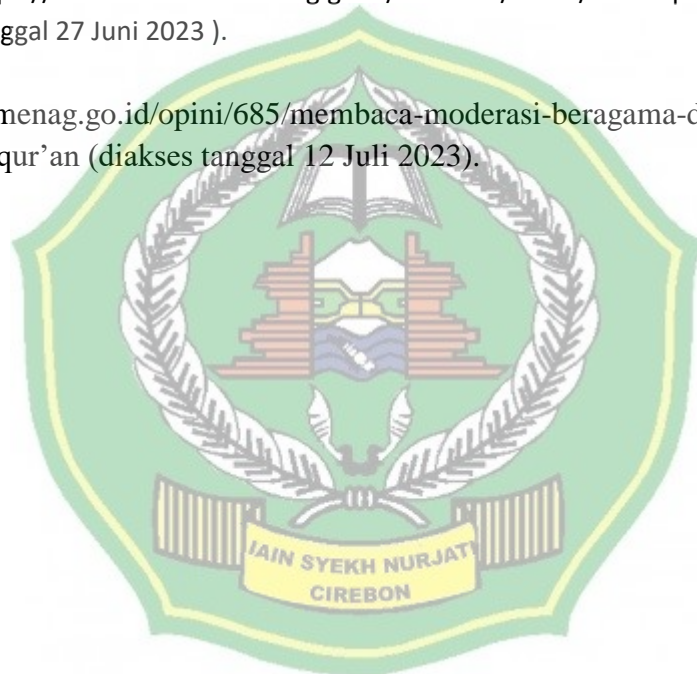 ggal 27 Juni 2023 ).
menag.go.id/opini/685/membaca-moderasi-beragama-d
qur’an (diakses tanggal 12 Juli 2023).
IAIN SYEKH NURJATI
CIREBON